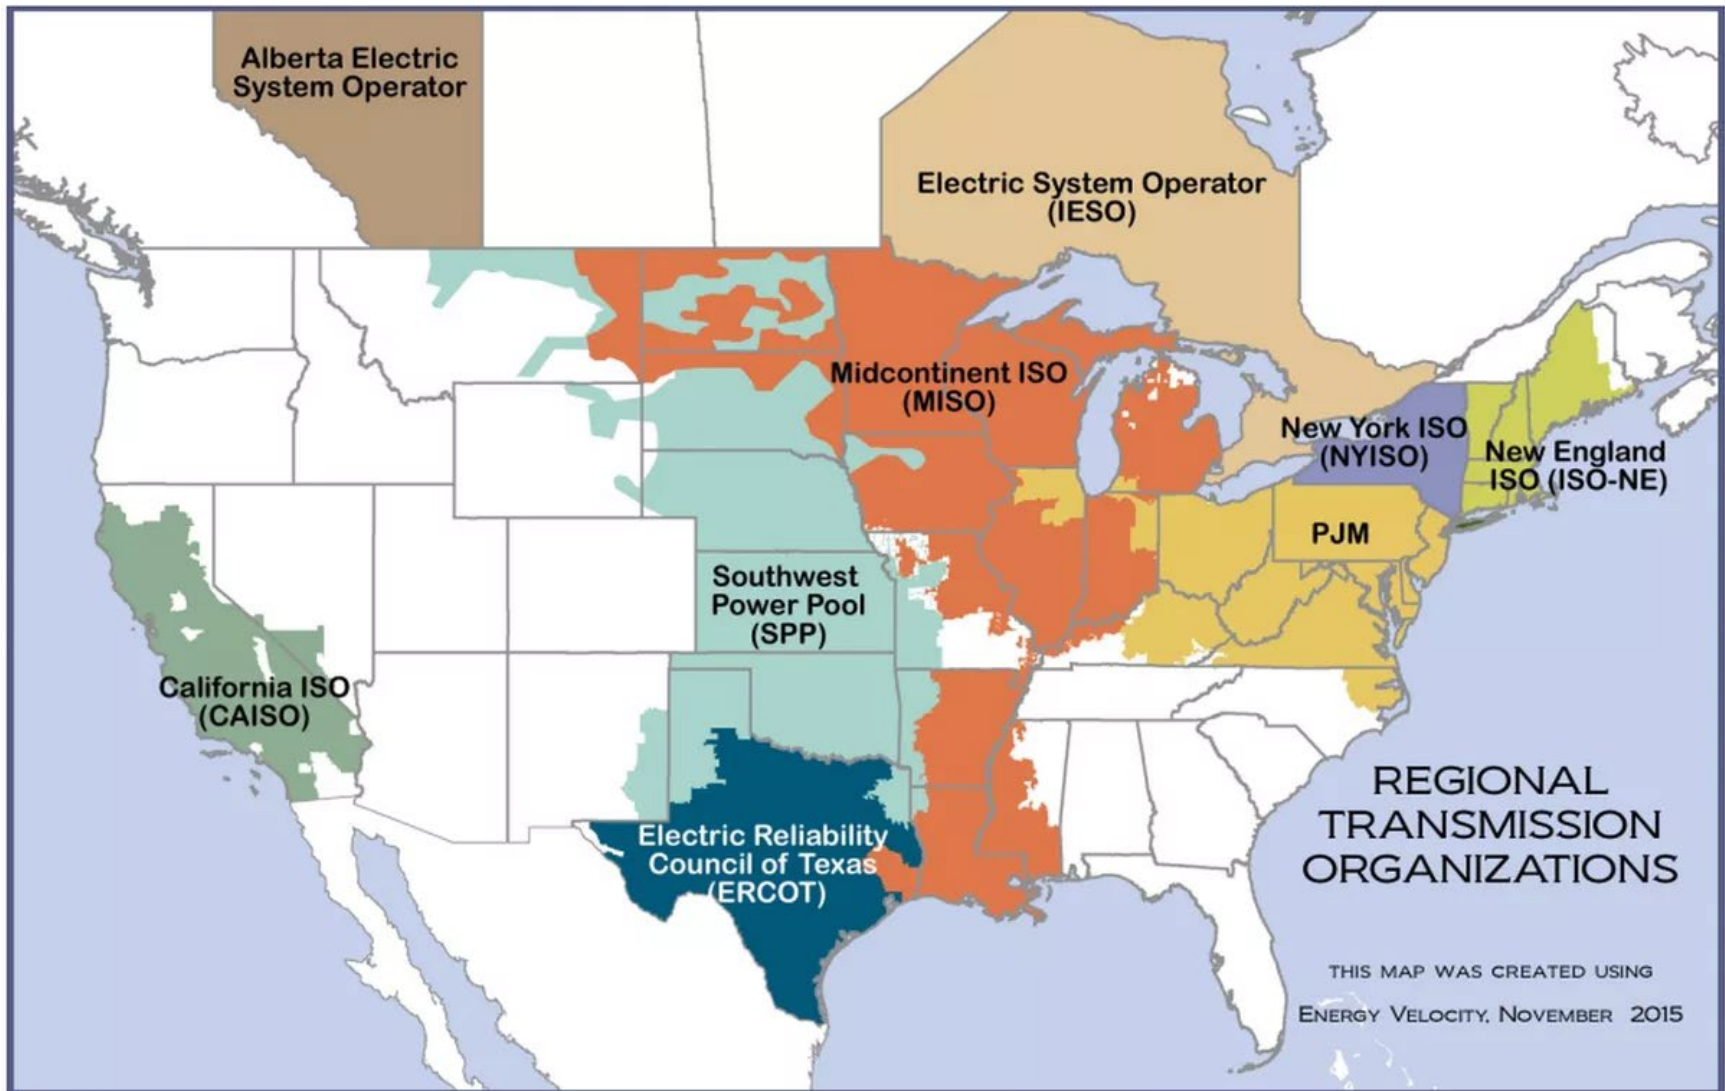 Alberta Electric
System Operator
Electric System Operator
(IESO)
Midcontinent ISO
(MISO)
New York ISO
(NYISO)
New England
ISO (ISO-NE)
PJM
Southwest
Power Pool
(SPP)
California ISO
(CAISO)
Electric Reliability
Council of Texas
(ERCOT)
REGIONAL
TRANSMISSION
ORGANIZATIONS
THIS MAP WAS CREATED USING
ENERGY VELOCITY, NOVEMBER 2015